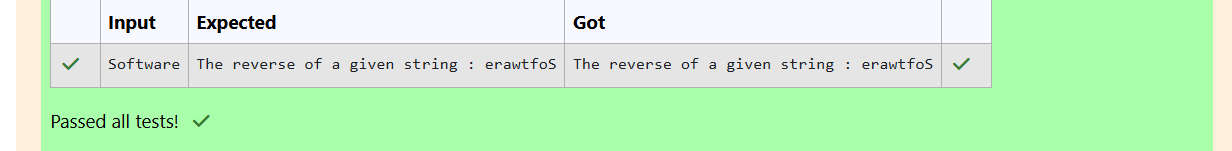 Input Expected Got
Software The reverse of a given string : erawtfoS The reverse of a given string : erawtfoS
Passed all tests!